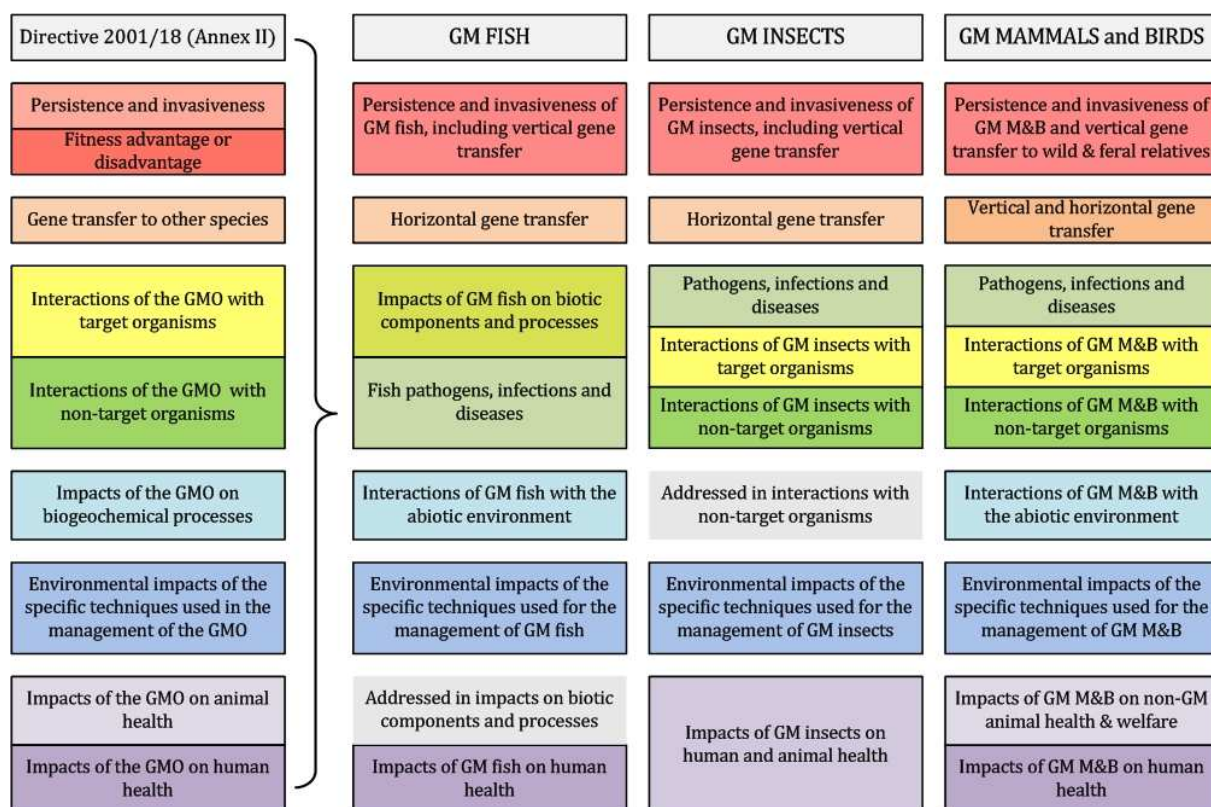 Directive 2001/18 (Annex II)
GM FISH
GM INSECTS
GM MAMMALS and BIRDS
Persistence and invasiveness
Fitness advantage or
disadvantage
Persistence and invasiveness of
GM fish, including vertical gene
transfer
Persistence and invasiveness of
GM insects, including vertical
gene transfer
Persistence and invasiveness of
GM M&B and vertical gene
transfer to wild & feral relatives
Gene transfer to other species
Horizontal gene transfer
Horizontal gene transfer
Vertical and horizontal gene
transfer
Interactions of the GMO with
target organisms
Interactions of the GMO with
non-target organisms
Impacts of GM fish on biotic
components and processes
Fish pathogens, infections and
diseases
Pathogens, infections and
diseases
Interactions of GM insects with
target organisms
Interactions of GM insects with
non-target organisms
Pathogens, infections and
diseases
Interactions of GM M&B with
target organisms
Interactions of GM M&B with
non-target organisms
Impacts of the GMO on
biogeochemical processes
Interactions of GM fish with the
abiotic environment
Addressed in interactions with
non-target organisms
Interactions of GM M&B with
the abiotic environment
Environmental impacts of the
specific techniques used in the
management of the GMO
Environmental impacts of the
specific techniques used for the
management of GM fish
Environmental impacts of the
specific techniques used for the
management of GM insects
Environmental impacts of the
specific techniques used for the
management of GM M&B
Impacts of the GMO on animal
health
Impacts of the GMO on human health
Addressed in impacts on biotic
components and processes
Impacts of GM fish on human
health
Impacts of GM insects on
human and animal health
Impacts of GM M&B on non-GM
animal health & welfare
Impacts of GM M&B on human
health